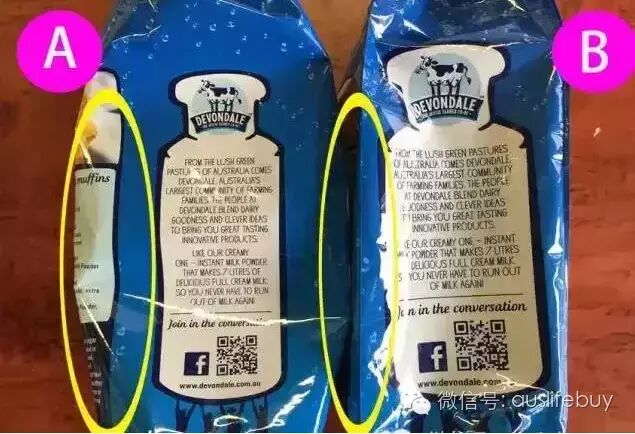 A
B
DEVONDALE
FROM THE LUSH GREEN
PASTURES OF AUSTRALIA COMES
DEVONDALE, AUSTRALIA'S
LARGEST COMMUNITY OF FARMING
FAMILIES. THE PEOPLE AT
DEVONDALE BLEND DAIRY
GOODNESS AND CLEVER IDEAS
TO BRING YOU GREAT TASTING
INNOVATIVE PRODUCTS.
LIKE OUR CREAMY
ONE - INSTANT MILK POWDER
THAT MAKES 7 LITRES OF
DELICIOUS FULL CREAM MILK,
SO YOU NEVER HAVE TO RUN
OUT OF MILK AGAIN!
Join in the conversation
f
www.devondale.com.au
muffins
Powder
extra
DEVONDALE
FROM THE LUSH GREEN PASTURES
OF AUSTRALIA COMES DEVONDALE,
AUSTRALIA'S LARGEST COMMUNITY
OF FARMING FAMILIES. THE PEOPLE
AT DEVONDALE BLEND DAIRY
GOODNESS AND CLEVER IDEAS
TO BRING YOU GREAT TASTING
INNOVATIVE PRODUCTS.
LIKE OUR CREAMY ONE - INSTANT
MILK POWDER THAT MAKES 7 LITRES
DELICIOUS FULL CREAM MILK,
SO YOU NEVER HAVE TO RUN OUT
OF MILK AGAIN!
Join in the conversation
f
www.devondale.com.au
微信号: auslifebuy